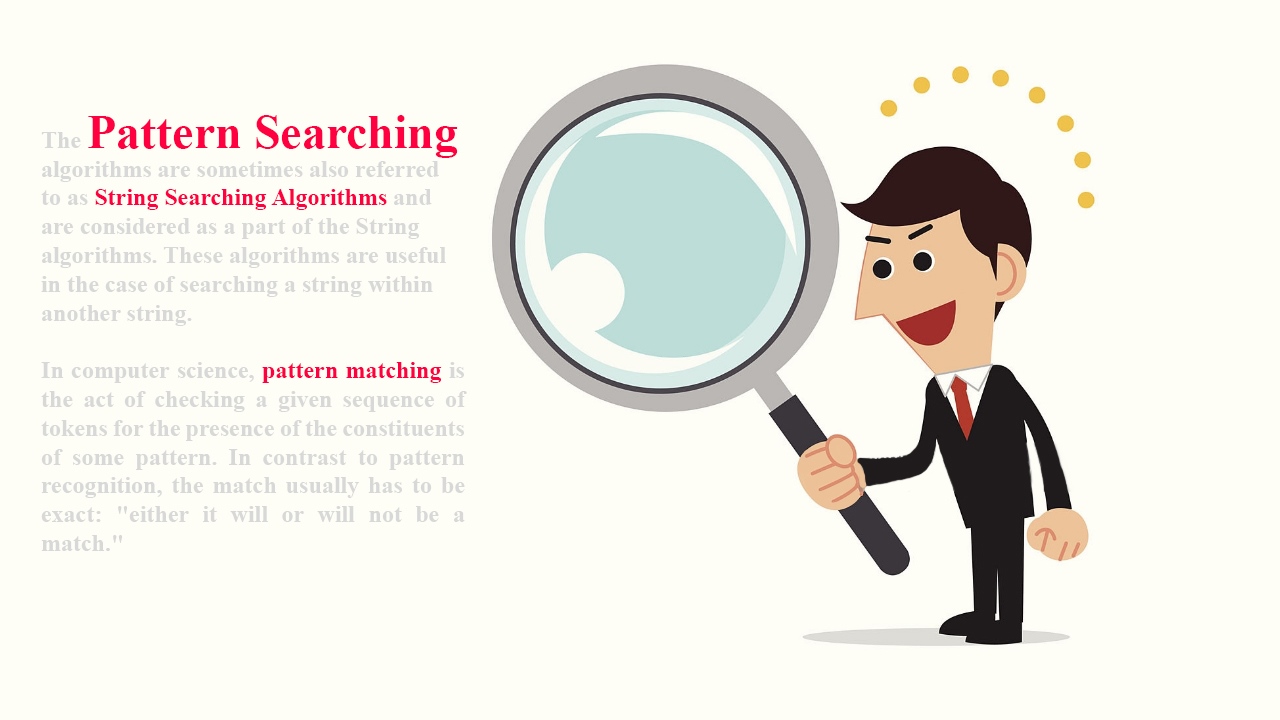 The Pattern Searching
algorithms are sometimes also referred
to as String Searching Algorithms and
are considered as a part of the String
algorithms. These algorithms are useful
in the case of searching a string within
another string.
In computer science, pattern matching is
the act of checking a given sequence of
tokens for the presence of the constituents
of some pattern. In contrast to pattern
recognition, the match usually has to be
exact: "either it will or will not be a
match."